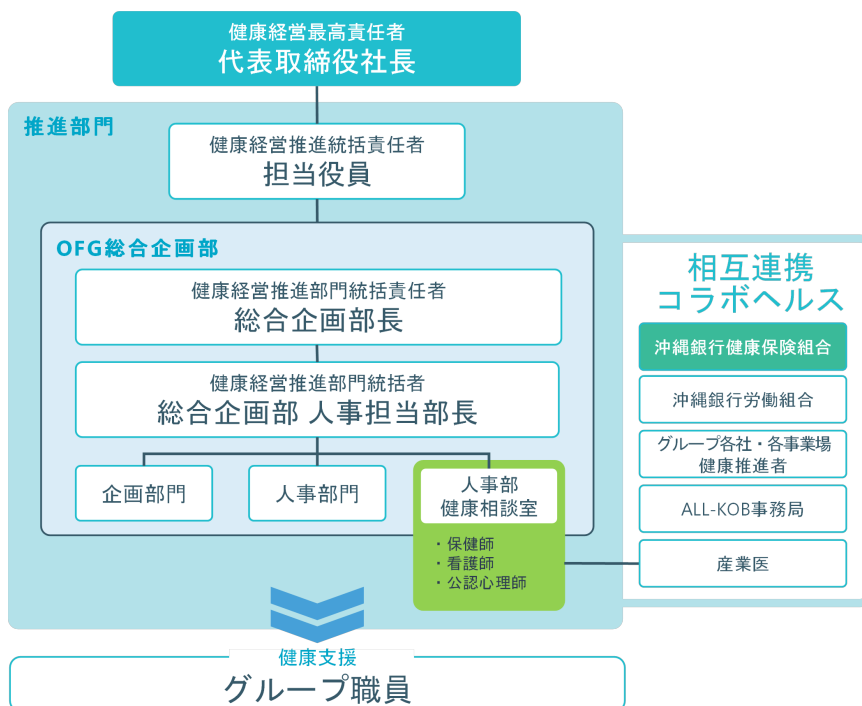 健康経営最高責任者
代表取締役社長
推進部門
健康経営推進統括責任者
担当役員
OFG総合企画部
健康経営推進部門統括責任者
総合企画部長
健康経営推進部門統括者
総合企画部 人事担当部長
企画部門
人事部門
人事部
健康相談室
・保健師
・看護師
・公認心理師
相互連携
コラボヘルス
沖縄銀行健康保険組合
沖縄銀行労働組合
グループ各社・各事業場
健康推進者
ALL-KOB事務局
産業医
健康支援
グループ職員